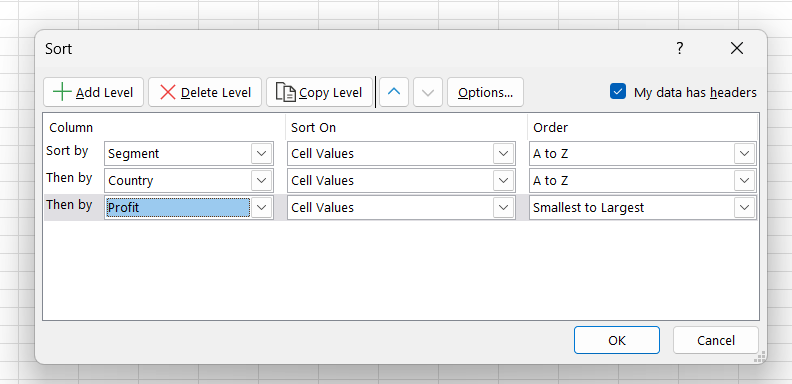 Sort ?
Add Level Delete Level Copy Level Options... My data has headers
Column Sort On Order
Sort by Segment Cell Values A to Z
Then by Country Cell Values A to Z
Then by Profit Cell Values Smallest to Largest
OK Cancel